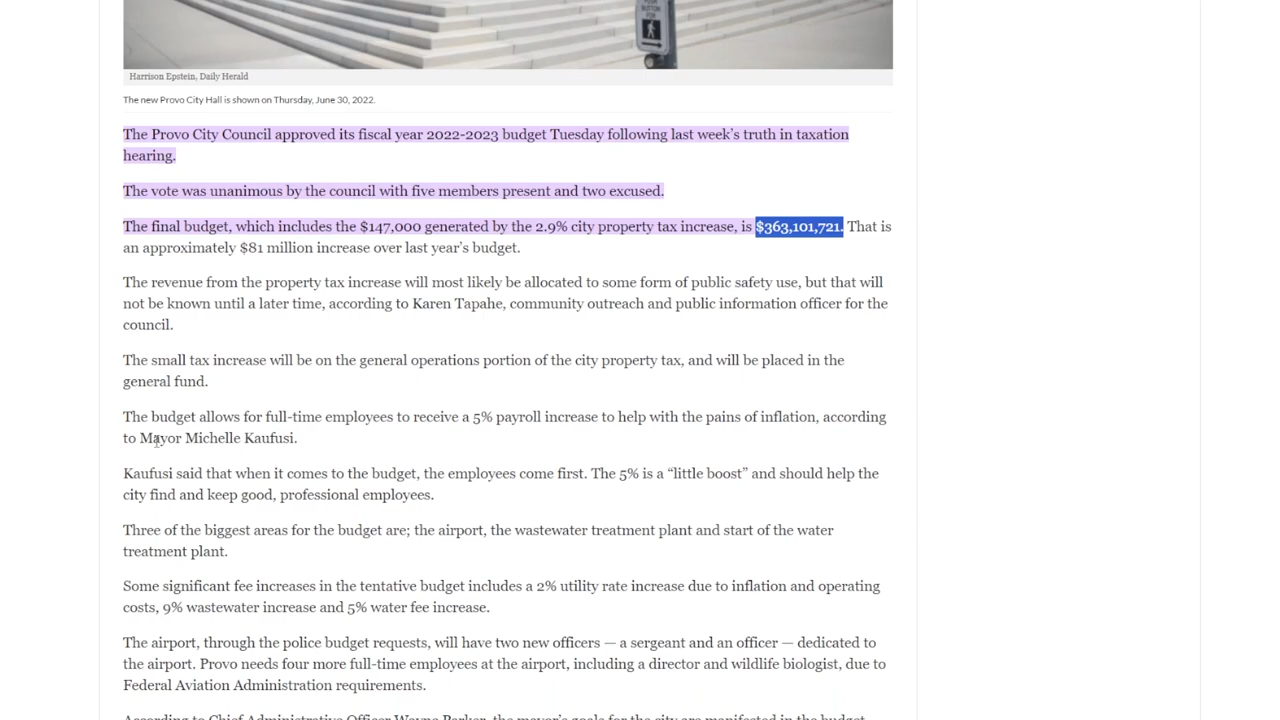 PUSH
BUTTON
FOR
Harrison Epstein, Daily Herald
The new Provo City Hall is shown on Thursday, June 30, 2022.
The Provo City Council approved its fiscal year 2022-2023 budget Tuesday following last week’s truth in taxation
hearing.
The vote was unanimous by the council with five members present and two excused.
The final budget, which includes the $147,000 generated by the 2.9% city property tax increase, is $363,101,721. That is
an approximately $81 million increase over last year’s budget.
The revenue from the property tax increase will most likely be allocated to some form of public safety use, but that will
not be known until a later time, according to Karen Tapahe, community outreach and public information officer for the
council.
The small tax increase will be on the general operations portion of the city property tax, and will be placed in the
general fund.
The budget allows for full-time employees to receive a 5% payroll increase to help with the pains of inflation, according
to Mayor Michelle Kaufusi.
Kaufusi said that when it comes to the budget, the employees come first. The 5% is a “little boost” and should help the
city find and keep good, professional employees.
Three of the biggest areas for the budget are; the airport, the wastewater treatment plant and start of the water
treatment plant.
Some significant fee increases in the tentative budget includes a 2% utility rate increase due to inflation and operating
costs, 9% wastewater increase and 5% water fee increase.
The airport, through the police budget requests, will have two new officers — a sergeant and an officer — dedicated to
the airport. Provo needs four more full-time employees at the airport, including a director and wildlife biologist, due to
Federal Aviation Administration requirements.
According to Chief Administrative Officer Wayne Parker, the mayor’s goals for the city are manifested in the budget